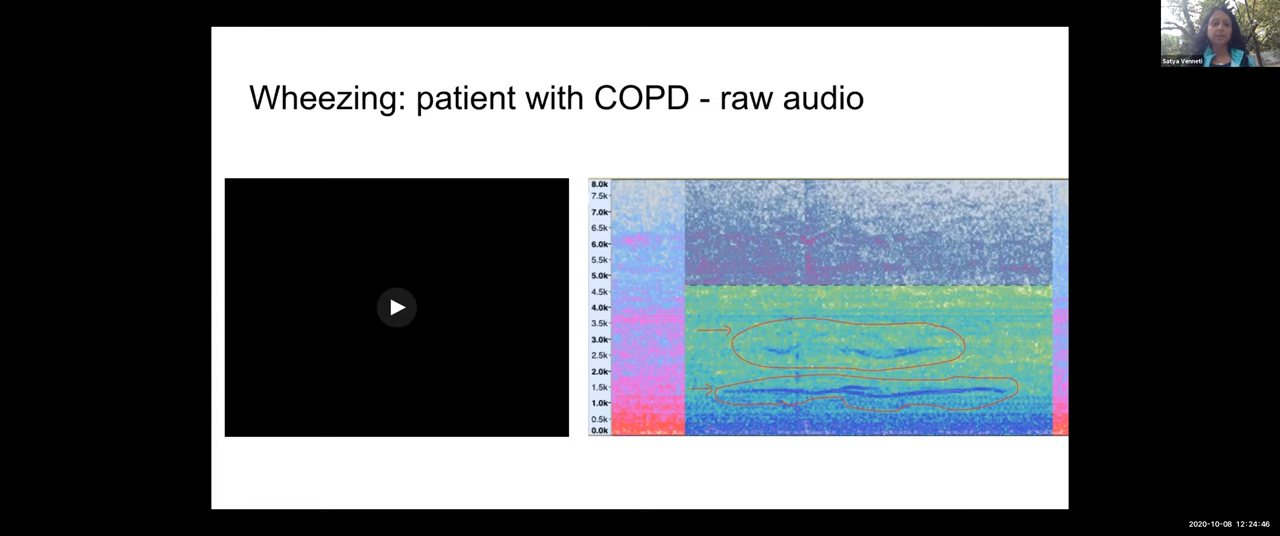 Satya Venneti
Wheezing: patient with COPD - raw audio
8.0k
7.5k
7.0k
6.5k
6.0k
5.5k
5.0k
4.5k
4.0k
3.5k
3.0k
2.5k
2.0k
1.5k
1.0k
0.5k
0.0k
2020-10-08 12:24:46